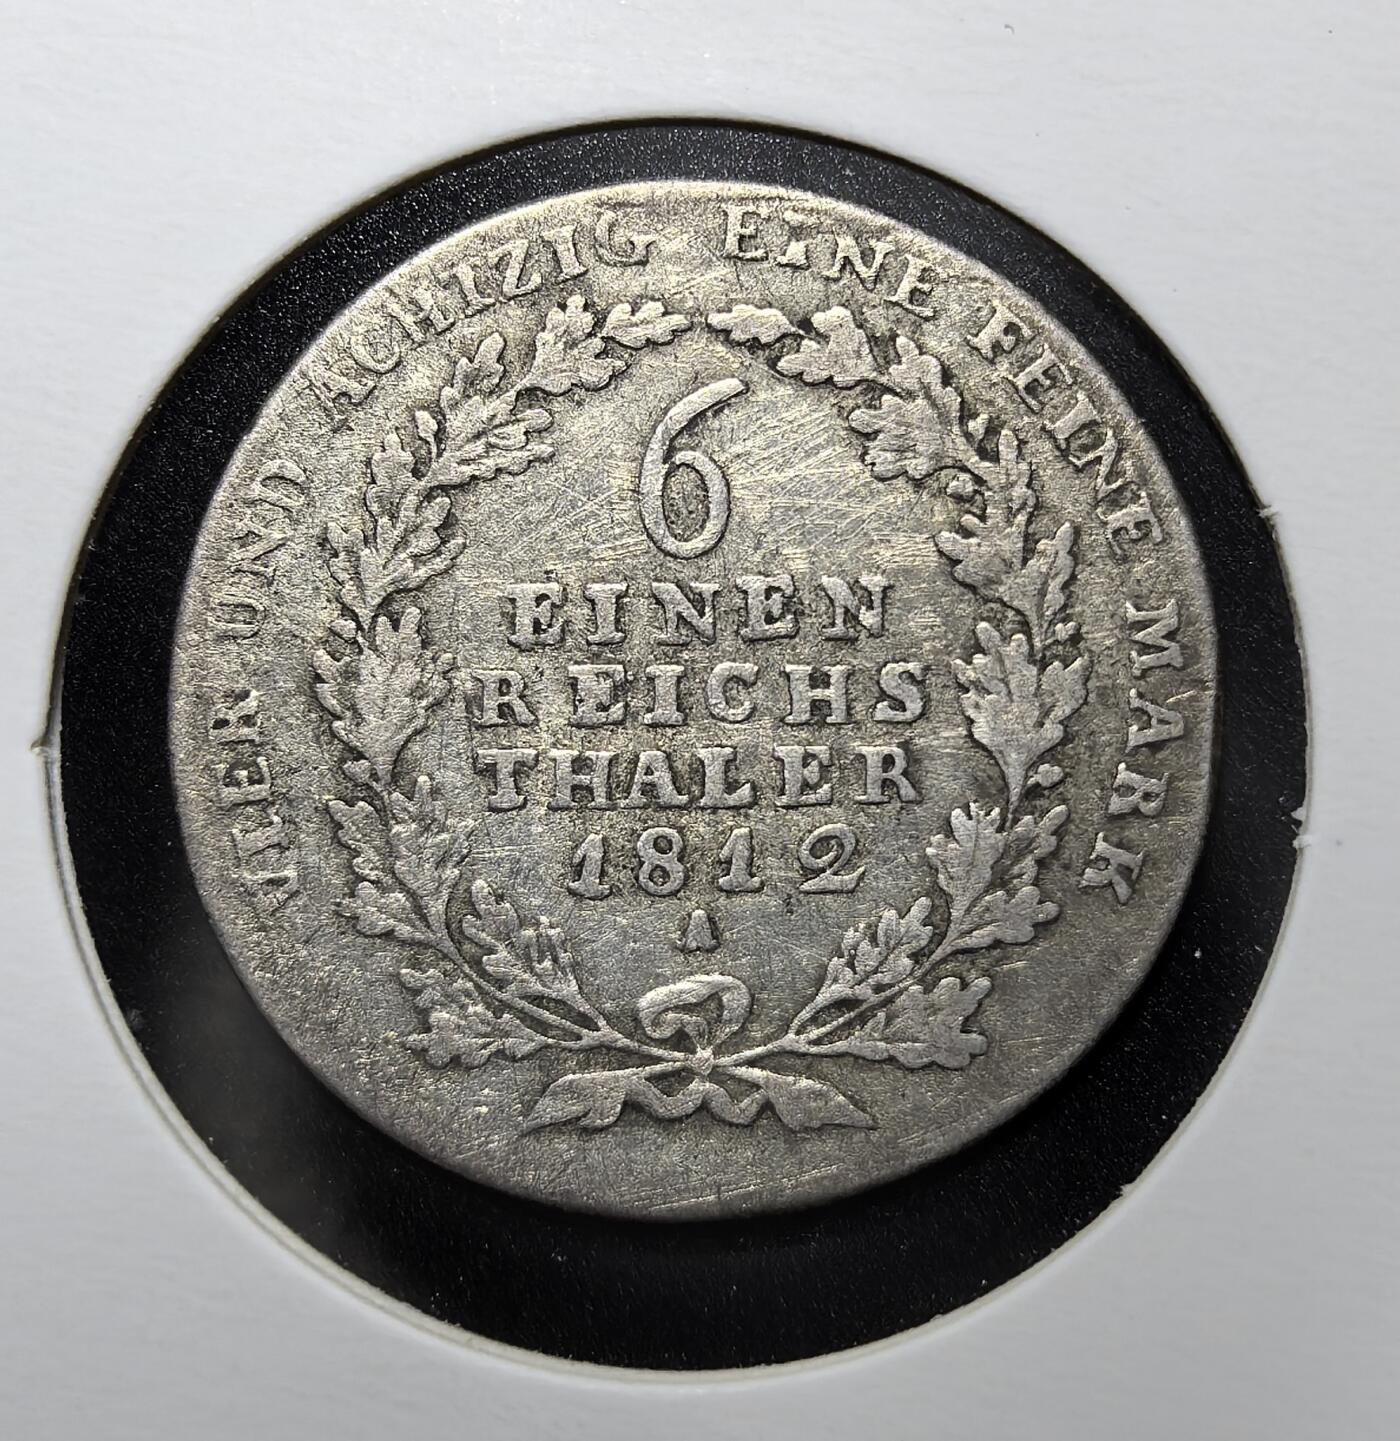 VIER UND ACHTZIG EINE FEINE MARK
6
EINEN
REICHS
THALER
1812
A